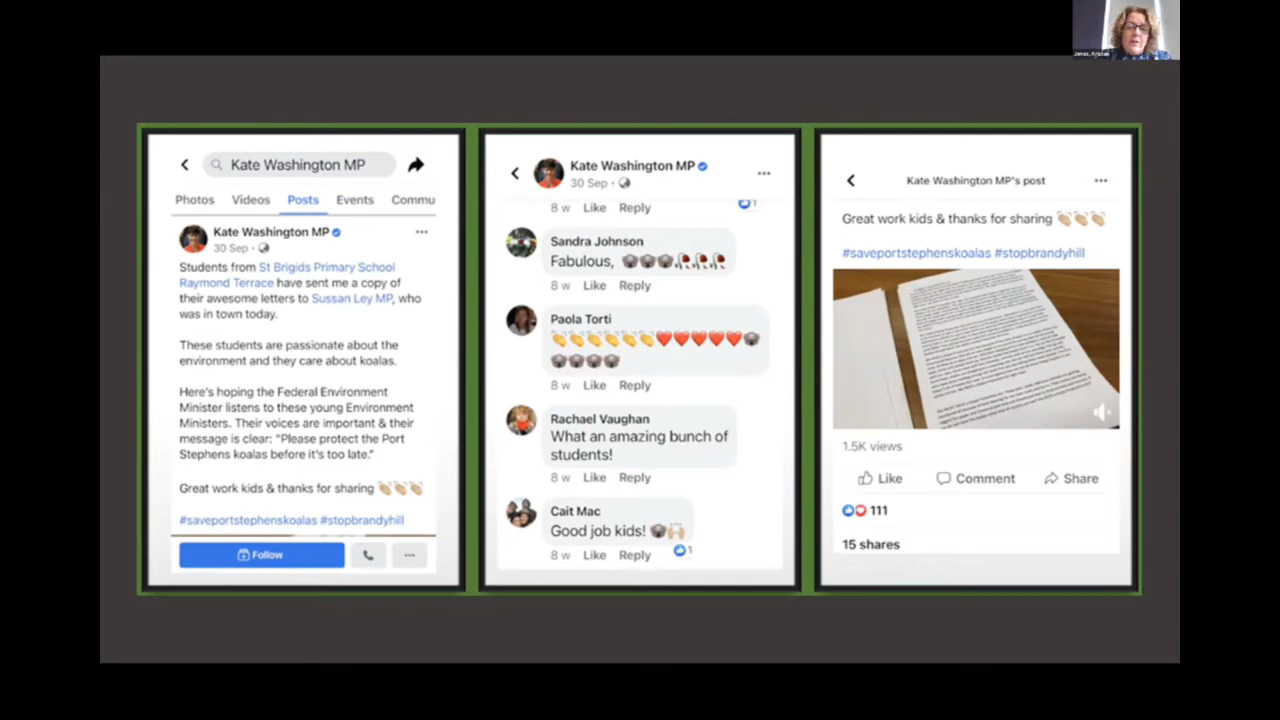 Kate Washington MP
Photos Videos Posts Events Commu
Kate Washington MP
30 Sep
Students from St Brigids Primary School
Raymond Terrace have sent me a copy of
their awesome letters to Sussan Ley MP, who
was in town today.
These students are passionate about the
environment and they care about koalas.
Here's hoping the Federal Environment
Minister listens to these young Environment
Ministers. Their voices are important & their
message is clear: "Please protect the Port
Stephens koalas before it's too late."
Great work kids & thanks for sharing 👏🏼👏🏼👏🏼
#saveportstephenskoalas #stopbrandyhill
Follow
Kate Washington MP
30 Sep
8 w Like Reply 1
Sandra Johnson
Fabulous, 🐨🐨🐨🥀🥀🥀
8 w Like Reply
Paola Torti
👏👏👏👏👏👏❤️❤️❤️❤️❤️🐨
🐨🐨🐨🐨
8 w Like Reply
Rachael Vaughan
What an amazing bunch of
students!
8 w Like Reply
Cait Mac
Good job kids! 🐨🙌🏼
8 w Like Reply 1
Kate Washington MP's post
Great work kids & thanks for sharing 👏🏼👏🏼👏🏼
#saveportstephenskoalas #stopbrandyhill
1.5K views
Like Comment Share
111
15 shares